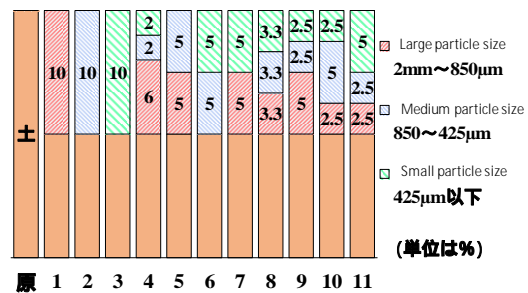 土
10
10
10
2
2
6
5
5
5
5
5
5
3.3
3.3
3.3
2.5
2.5
5
2.5
5
2.5
5
2.5
2.5
原 1 2 3 4 5 6 7 8 9 10 11
Large particle size
2mm～850μm
Medium particle size
850～425μm
Small particle size
425μm以下
(単位は%)